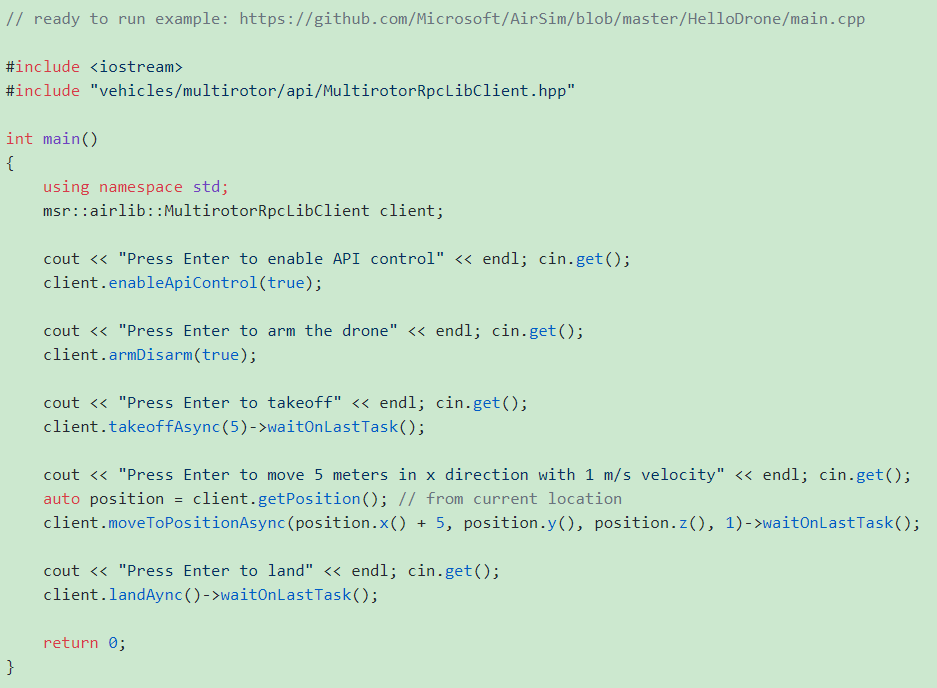 // ready to run example: https://github.com/Microsoft/AirSim/blob/master/HelloDrone/main.cpp

#include <iostream>
#include "vehicles/multirotor/api/MultirotorRpcLibClient.hpp"

int main()
{
    using namespace std;
    msr::airlib::MultirotorRpcLibClient client;

    cout << "Press Enter to enable API control" << endl; cin.get();
    client.enableApiControl(true);

    cout << "Press Enter to arm the drone" << endl; cin.get();
    client.armDisarm(true);

    cout << "Press Enter to takeoff" << endl; cin.get();
    client.takeoffAsync(5)->waitOnLastTask();

    cout << "Press Enter to move 5 meters in x direction with 1 m/s velocity" << endl; cin.get();
    auto position = client.getPosition(); // from current location
    client.moveToPositionAsync(position.x() + 5, position.y(), position.z(), 1)->waitOnLastTask();

    cout << "Press Enter to land" << endl; cin.get();
    client.landAync()->waitOnLastTask();

    return 0;
}